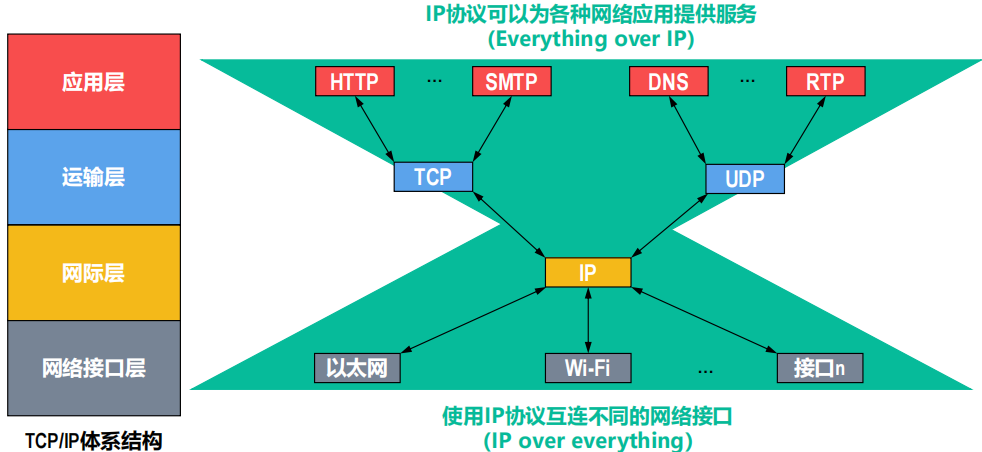 IP协议可以为各种网络应用提供服务
(Everything over IP)
应用层
HTTP … SMTP DNS … RTP
运输层
TCP UDP
网际层
IP
网络接口层
以太网 Wi-Fi … 接口n
使用IP协议互连不同的网络接口
(IP over everything)
TCP/IP体系结构